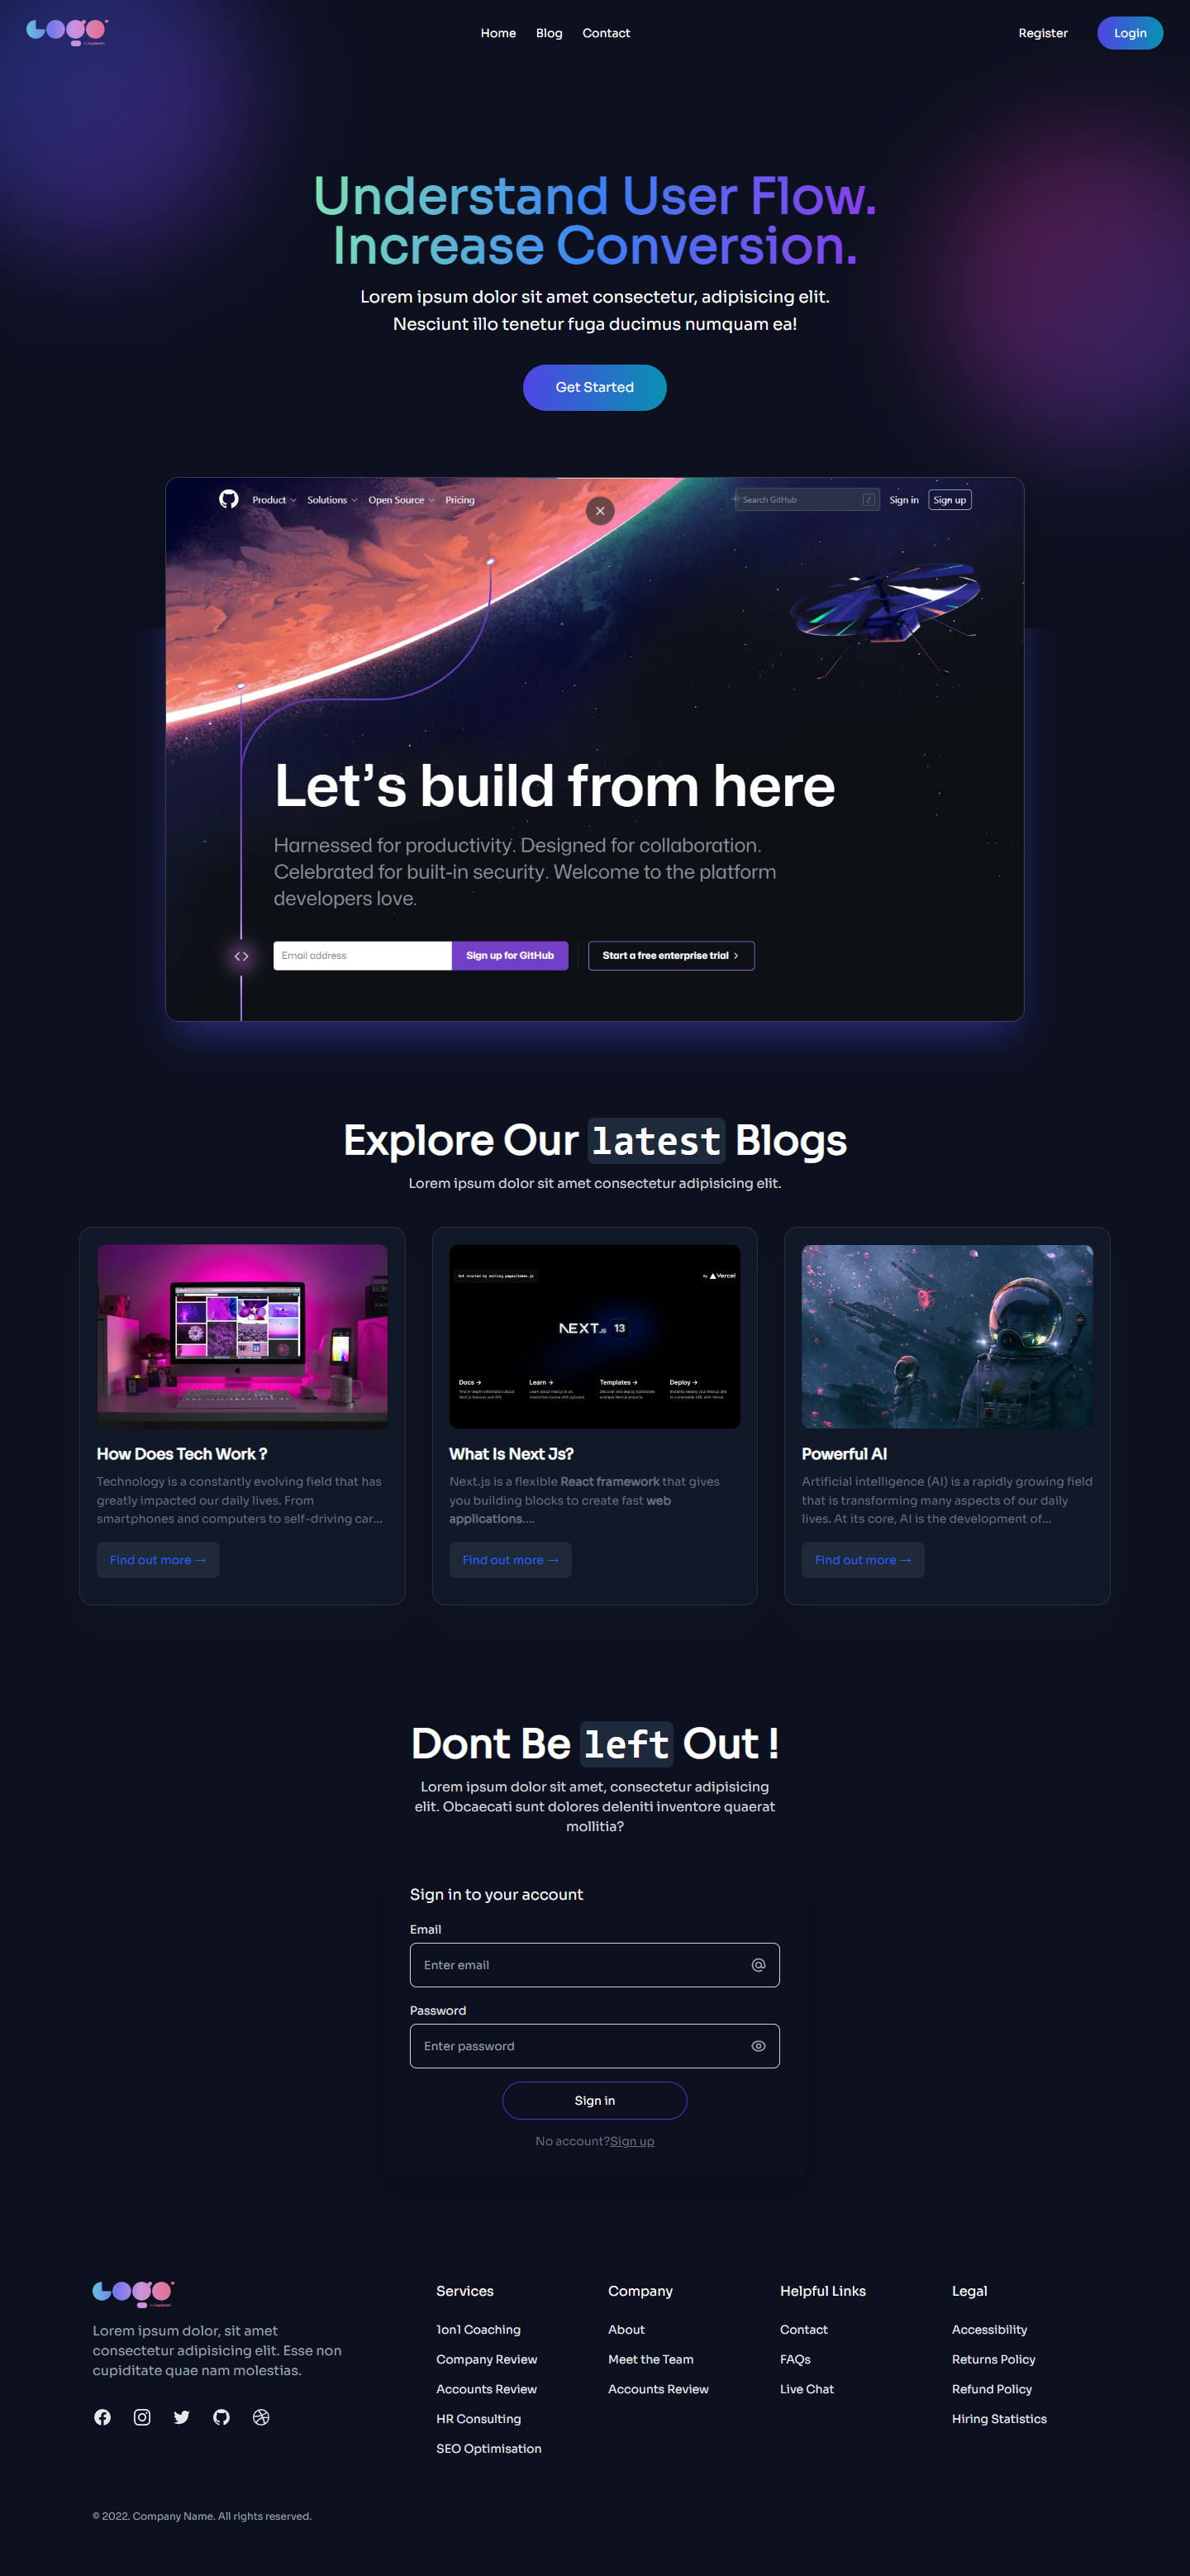 Logo
Home Blog Contact
Register Login
Understand User Flow.
Increase Conversion.
Lorem ipsum dolor sit amet consectetur, adipisicing elit.
Nesciunt illo tenetur fuga ducimus numquam ea!
Get Started
Product Solutions Open Source Pricing
Search GitHub /
Sign in Sign up
Let's build from here
Harnessed for productivity. Designed for collaboration.
Celebrated for built-in security. Welcome to the platform
developers love.
Email address
Sign up for GitHub
Start a free enterprise trial
Explore Our latest Blogs
Lorem ipsum dolor sit amet consectetur adipisicing elit.
How Does Tech Work ?
Technology is a constantly evolving field that has
greatly impacted our daily lives. From
smartphones and computers to self-driving car...
Find out more →
Get started by editing pages/index.js
By Vercel
NEXT.JS 13
Docs →
Learn →
Templates →
Deploy →
What Is Next Js?
Next.js is a flexible React framework that gives
you building blocks to create fast web
applications....
Find out more →
Powerful AI
Artificial intelligence (AI) is a rapidly growing field
that is transforming many aspects of our daily
lives. At its core, AI is the development of...
Find out more →
Dont Be left Out !
Lorem ipsum dolor sit amet, consectetur adipisicing
elit. Obcaecati sunt dolores deleniti inventore quaerat
mollitia?
Sign in to your account
Email
Enter email
Password
Enter password
Sign in
No account?Sign up
Logo
Lorem ipsum dolor, sit amet
consectetur adipisicing elit. Esse non
cupiditate quae nam molestias.
Services
1on1 Coaching
Company Review
Accounts Review
HR Consulting
SEO Optimisation
Company
About
Meet the Team
Accounts Review
Helpful Links
Contact
FAQs
Live Chat
Legal
Accessibility
Returns Policy
Refund Policy
Hiring Statistics
© 2022. Company Name. All rights reserved.